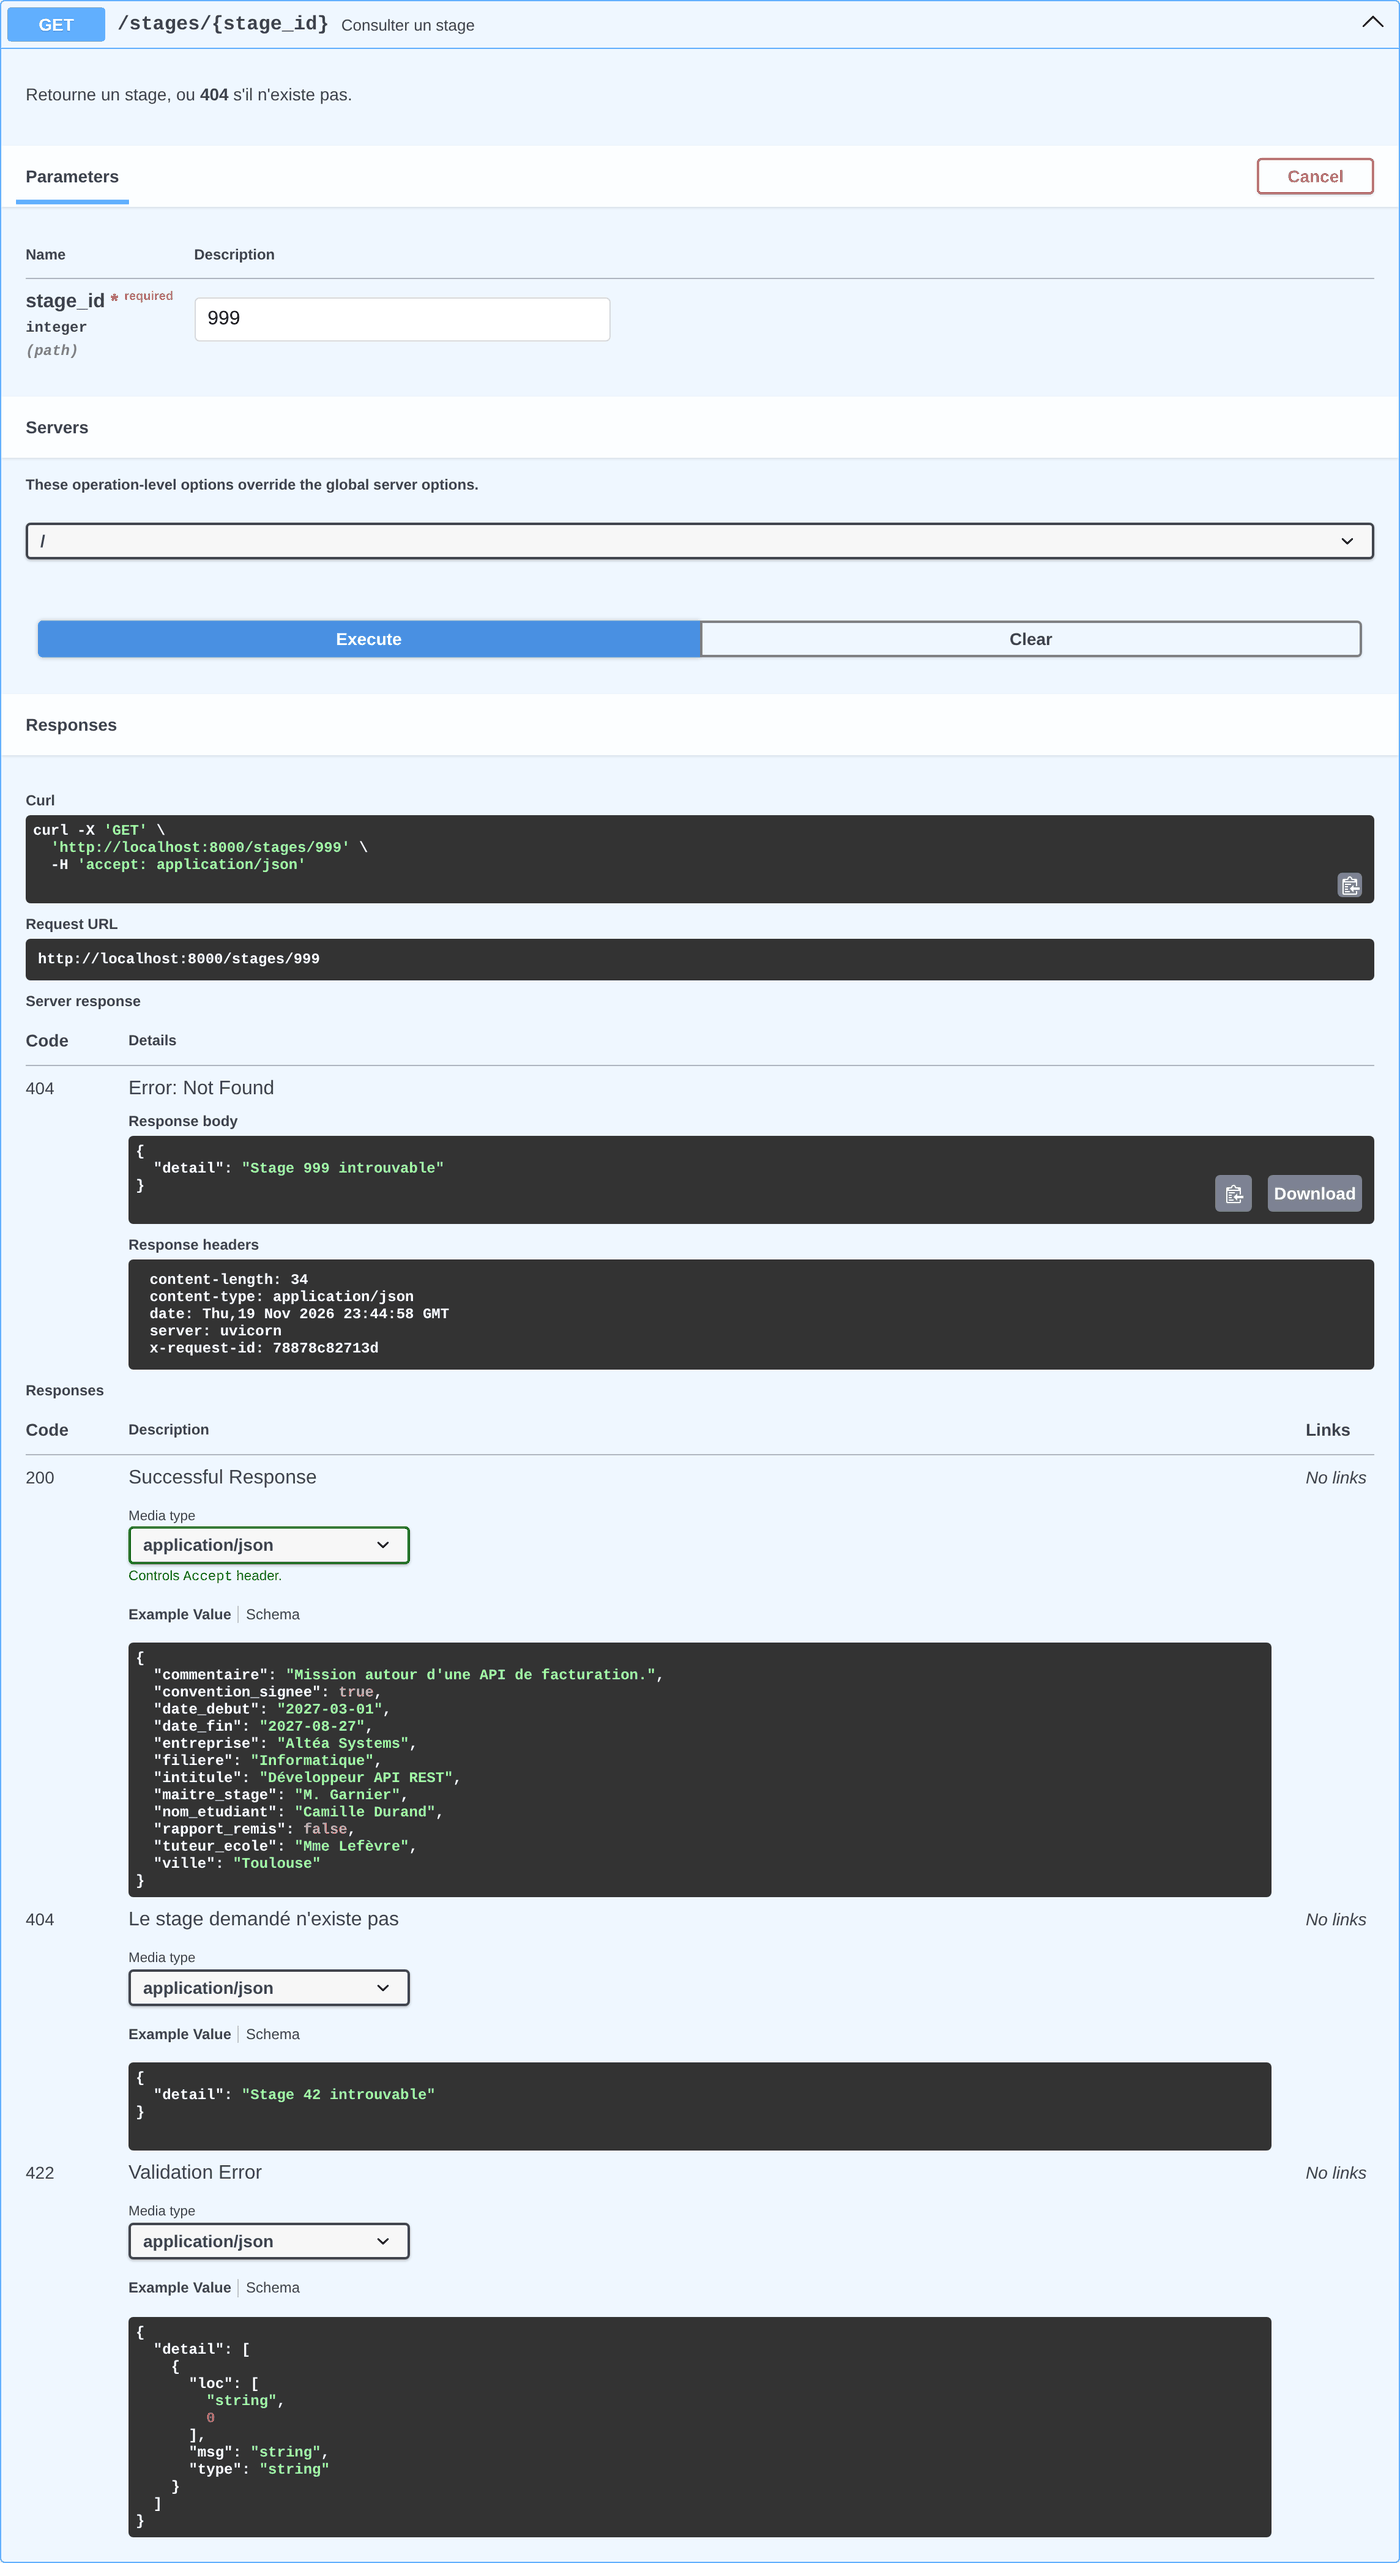 GET /stages/{stage_id} Consulter un stage
Retourne un stage, ou 404 s'il n'existe pas.
Parameters
Cancel
Name Description
stage_id * required
integer
(path)
999
Servers
These operation-level options override the global server options.
/
Execute
Clear
Responses
Curl
curl -X 'GET' \
  'http://localhost:8000/stages/999' \
  -H 'accept: application/json'
Request URL
http://localhost:8000/stages/999
Server response
Code Details
404 Error: Not Found
Response body
{
  "detail": "Stage 999 introuvable"
}
Download
Response headers
content-length: 34
content-type: application/json
date: Thu,19 Nov 2026 23:44:58 GMT
server: uvicorn
x-request-id: 78878c82713d
Responses
Code Description Links
200 Successful Response No links
Media type
application/json
Controls Accept header.
Example Value Schema
{
  "commentaire": "Mission autour d'une API de facturation.",
  "convention_signee": true,
  "date_debut": "2027-03-01",
  "date_fin": "2027-08-27",
  "entreprise": "Altéa Systems",
  "filiere": "Informatique",
  "intitule": "Développeur API REST",
  "maitre_stage": "M. Garnier",
  "nom_etudiant": "Camille Durand",
  "rapport_remis": false,
  "tuteur_ecole": "Mme Lefèvre",
  "ville": "Toulouse"
}
404 Le stage demandé n'existe pas No links
Media type
application/json
Example Value Schema
{
  "detail": "Stage 42 introuvable"
}
422 Validation Error No links
Media type
application/json
Example Value Schema
{
  "detail": [
    {
      "loc": [
        "string",
        0
      ],
      "msg": "string",
      "type": "string"
    }
  ]
}